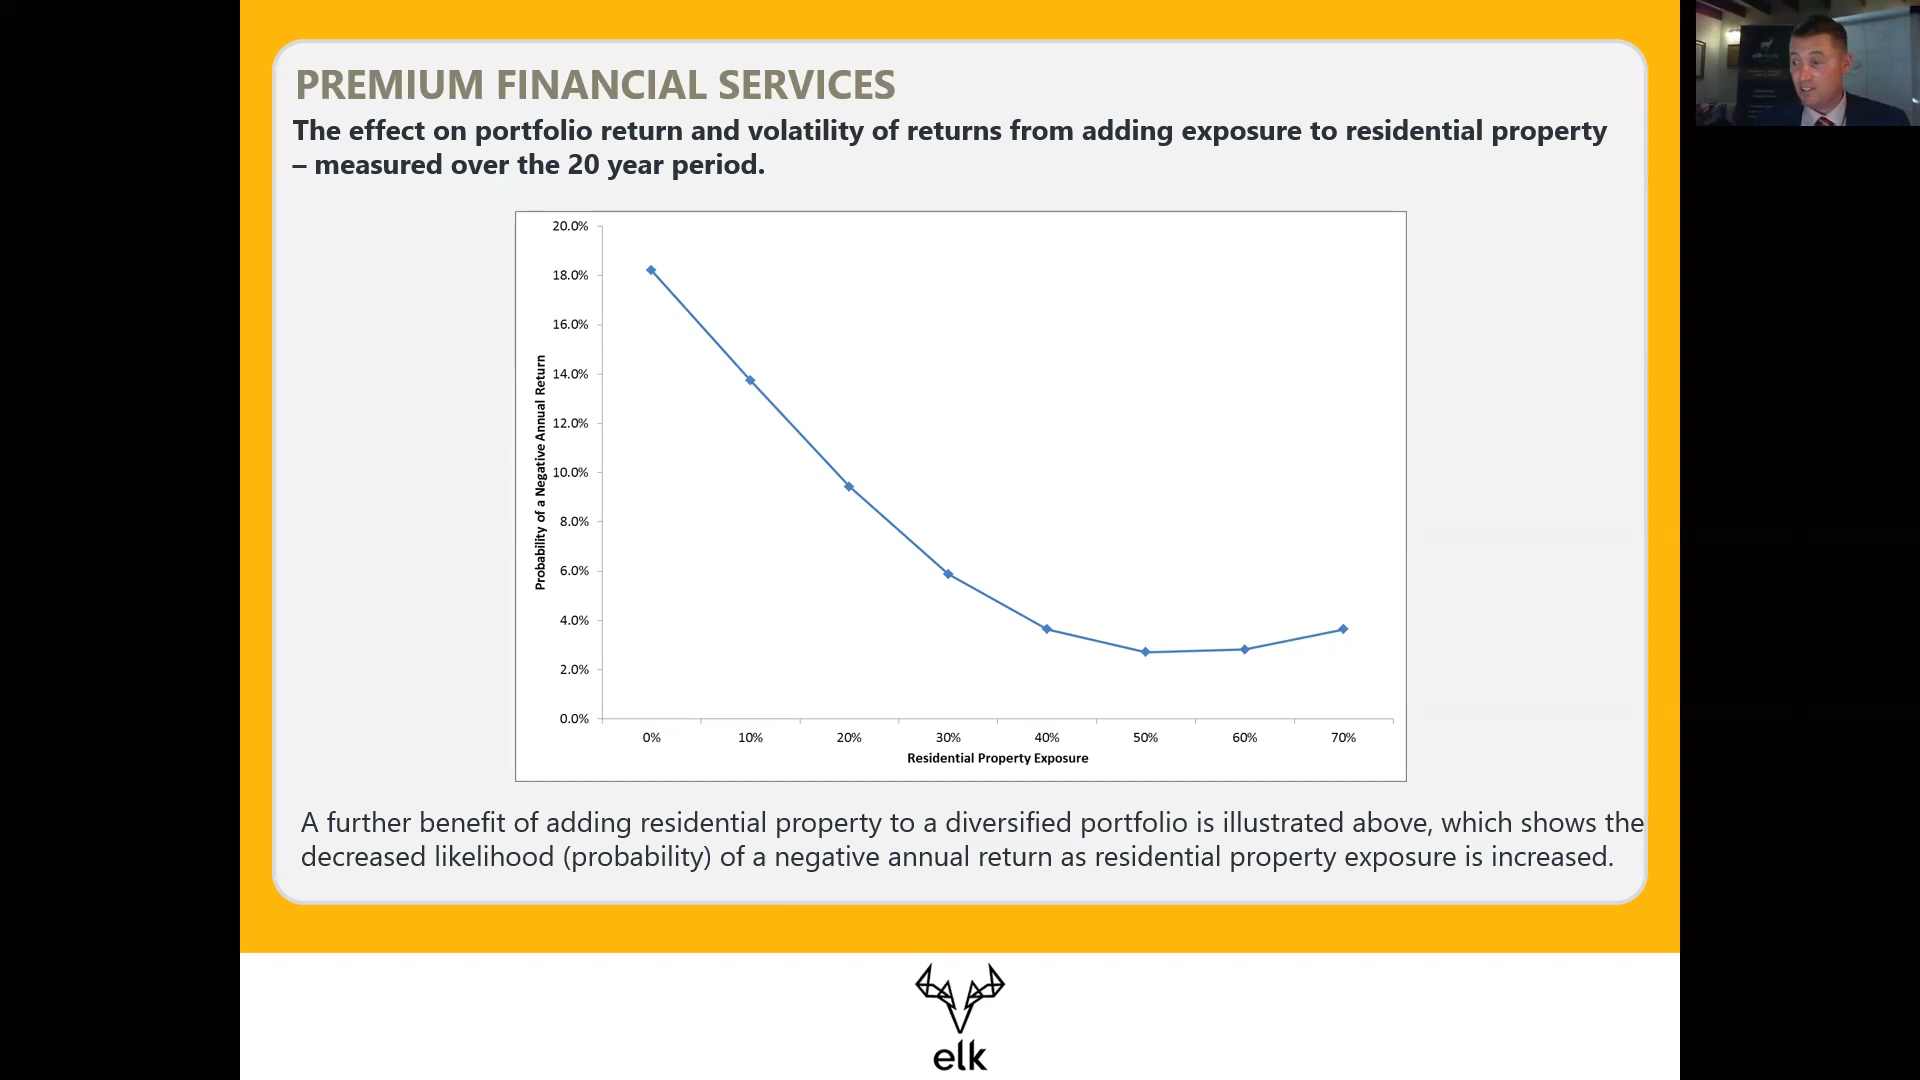 PREMIUM FINANCIAL SERVICES
The effect on portfolio return and volatility of returns from adding exposure to residential property
– measured over the 20 year period.
20.0%
18.0%
16.0%
14.0%
12.0%
10.0%
8.0%
6.0%
4.0%
2.0%
0.0%
Probability of a Negative Annual Return
0% 10% 20% 30% 40% 50% 60% 70%
Residential Property Exposure
A further benefit of adding residential property to a diversified portfolio is illustrated above, which shows the
decreased likelihood (probability) of a negative annual return as residential property exposure is increased.
elk